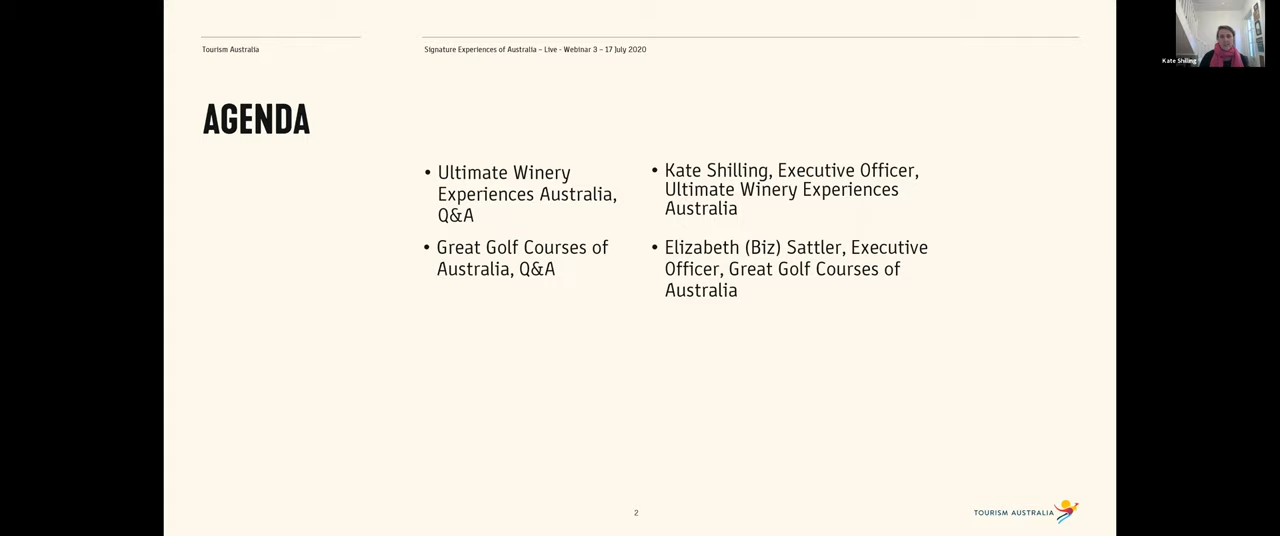 Tourism Australia
Signature Experiences of Australia – Live - Webinar 3 – 17 July 2020
Kate Shilling
AGENDA
• Ultimate Winery
Experiences Australia,
Q&A
• Great Golf Courses of
Australia, Q&A
• Kate Shilling, Executive Officer,
Ultimate Winery Experiences
Australia
• Elizabeth (Biz) Sattler, Executive
Officer, Great Golf Courses of
Australia
2
TOURISM AUSTRALIA